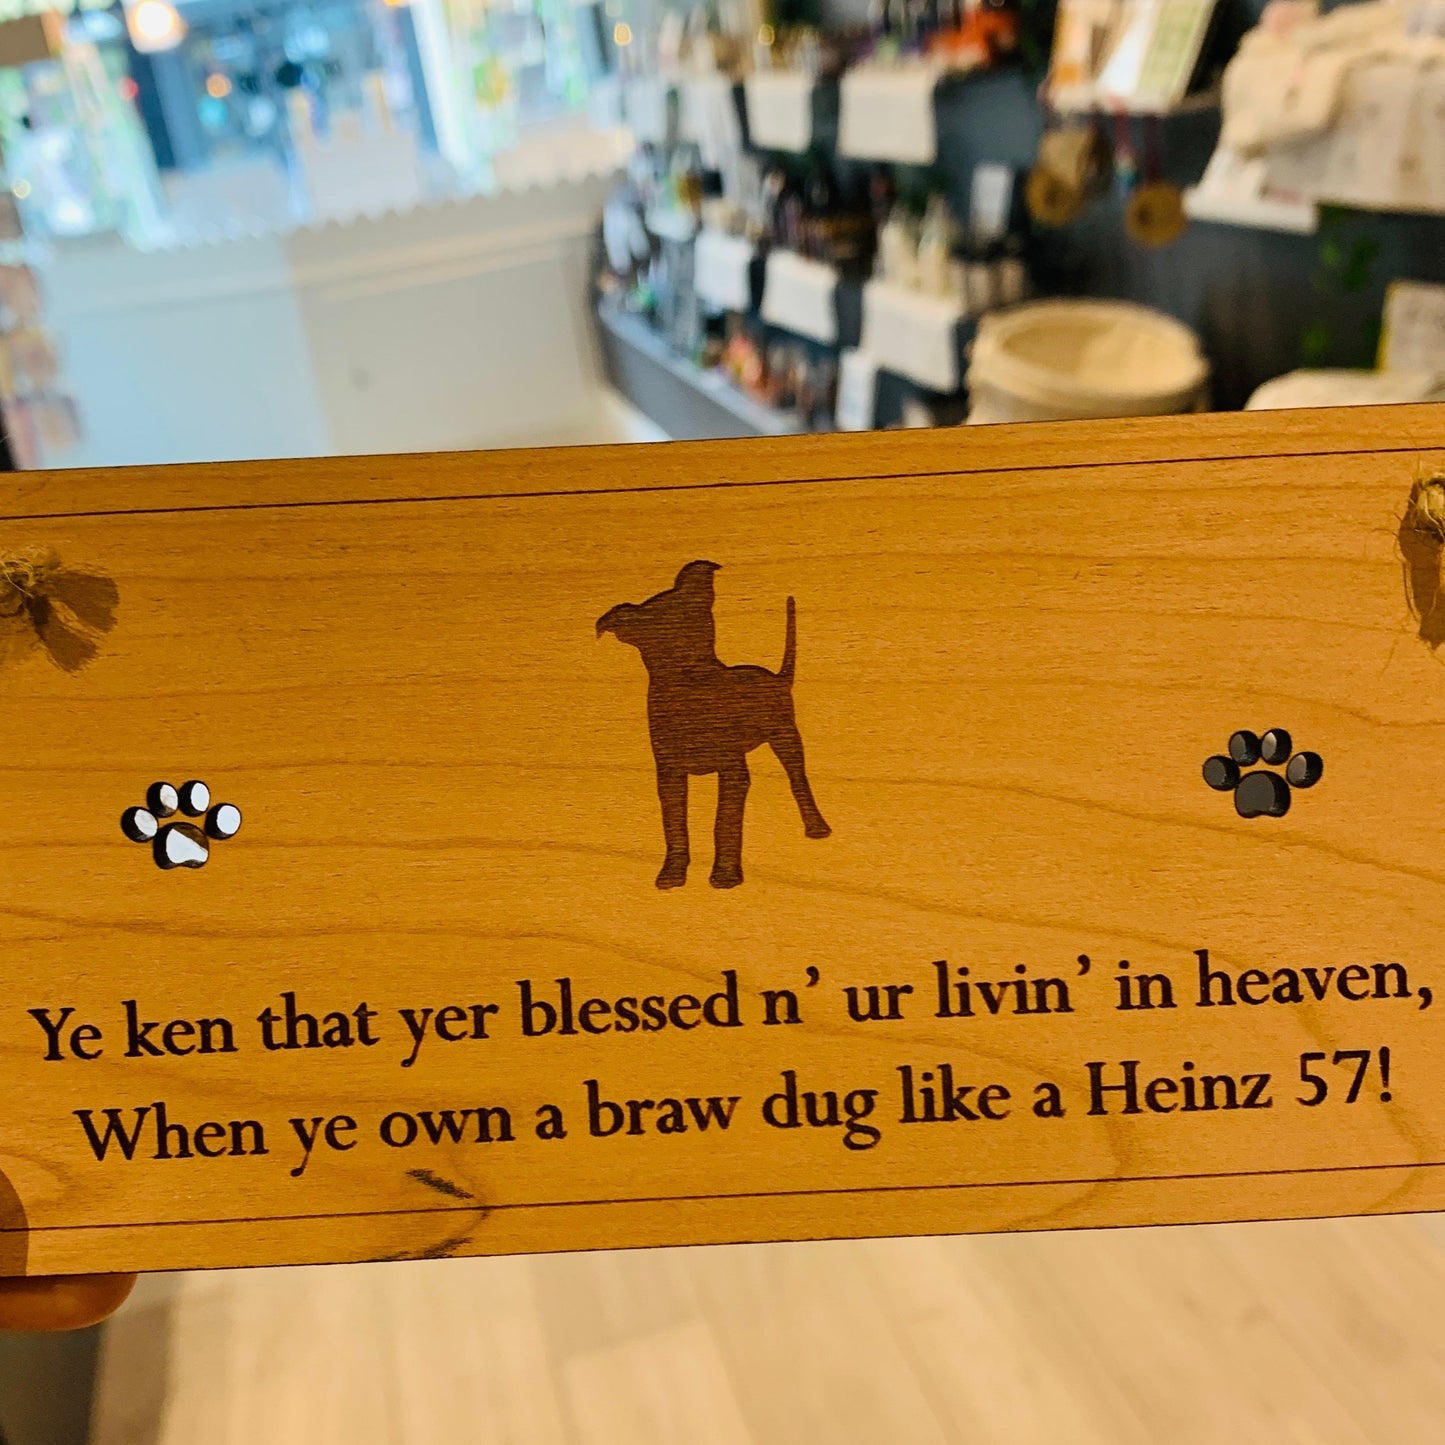 Ye ken that yer blessed n’ ur livin’ in heaven,
When ye own a braw dug like a Heinz 57!